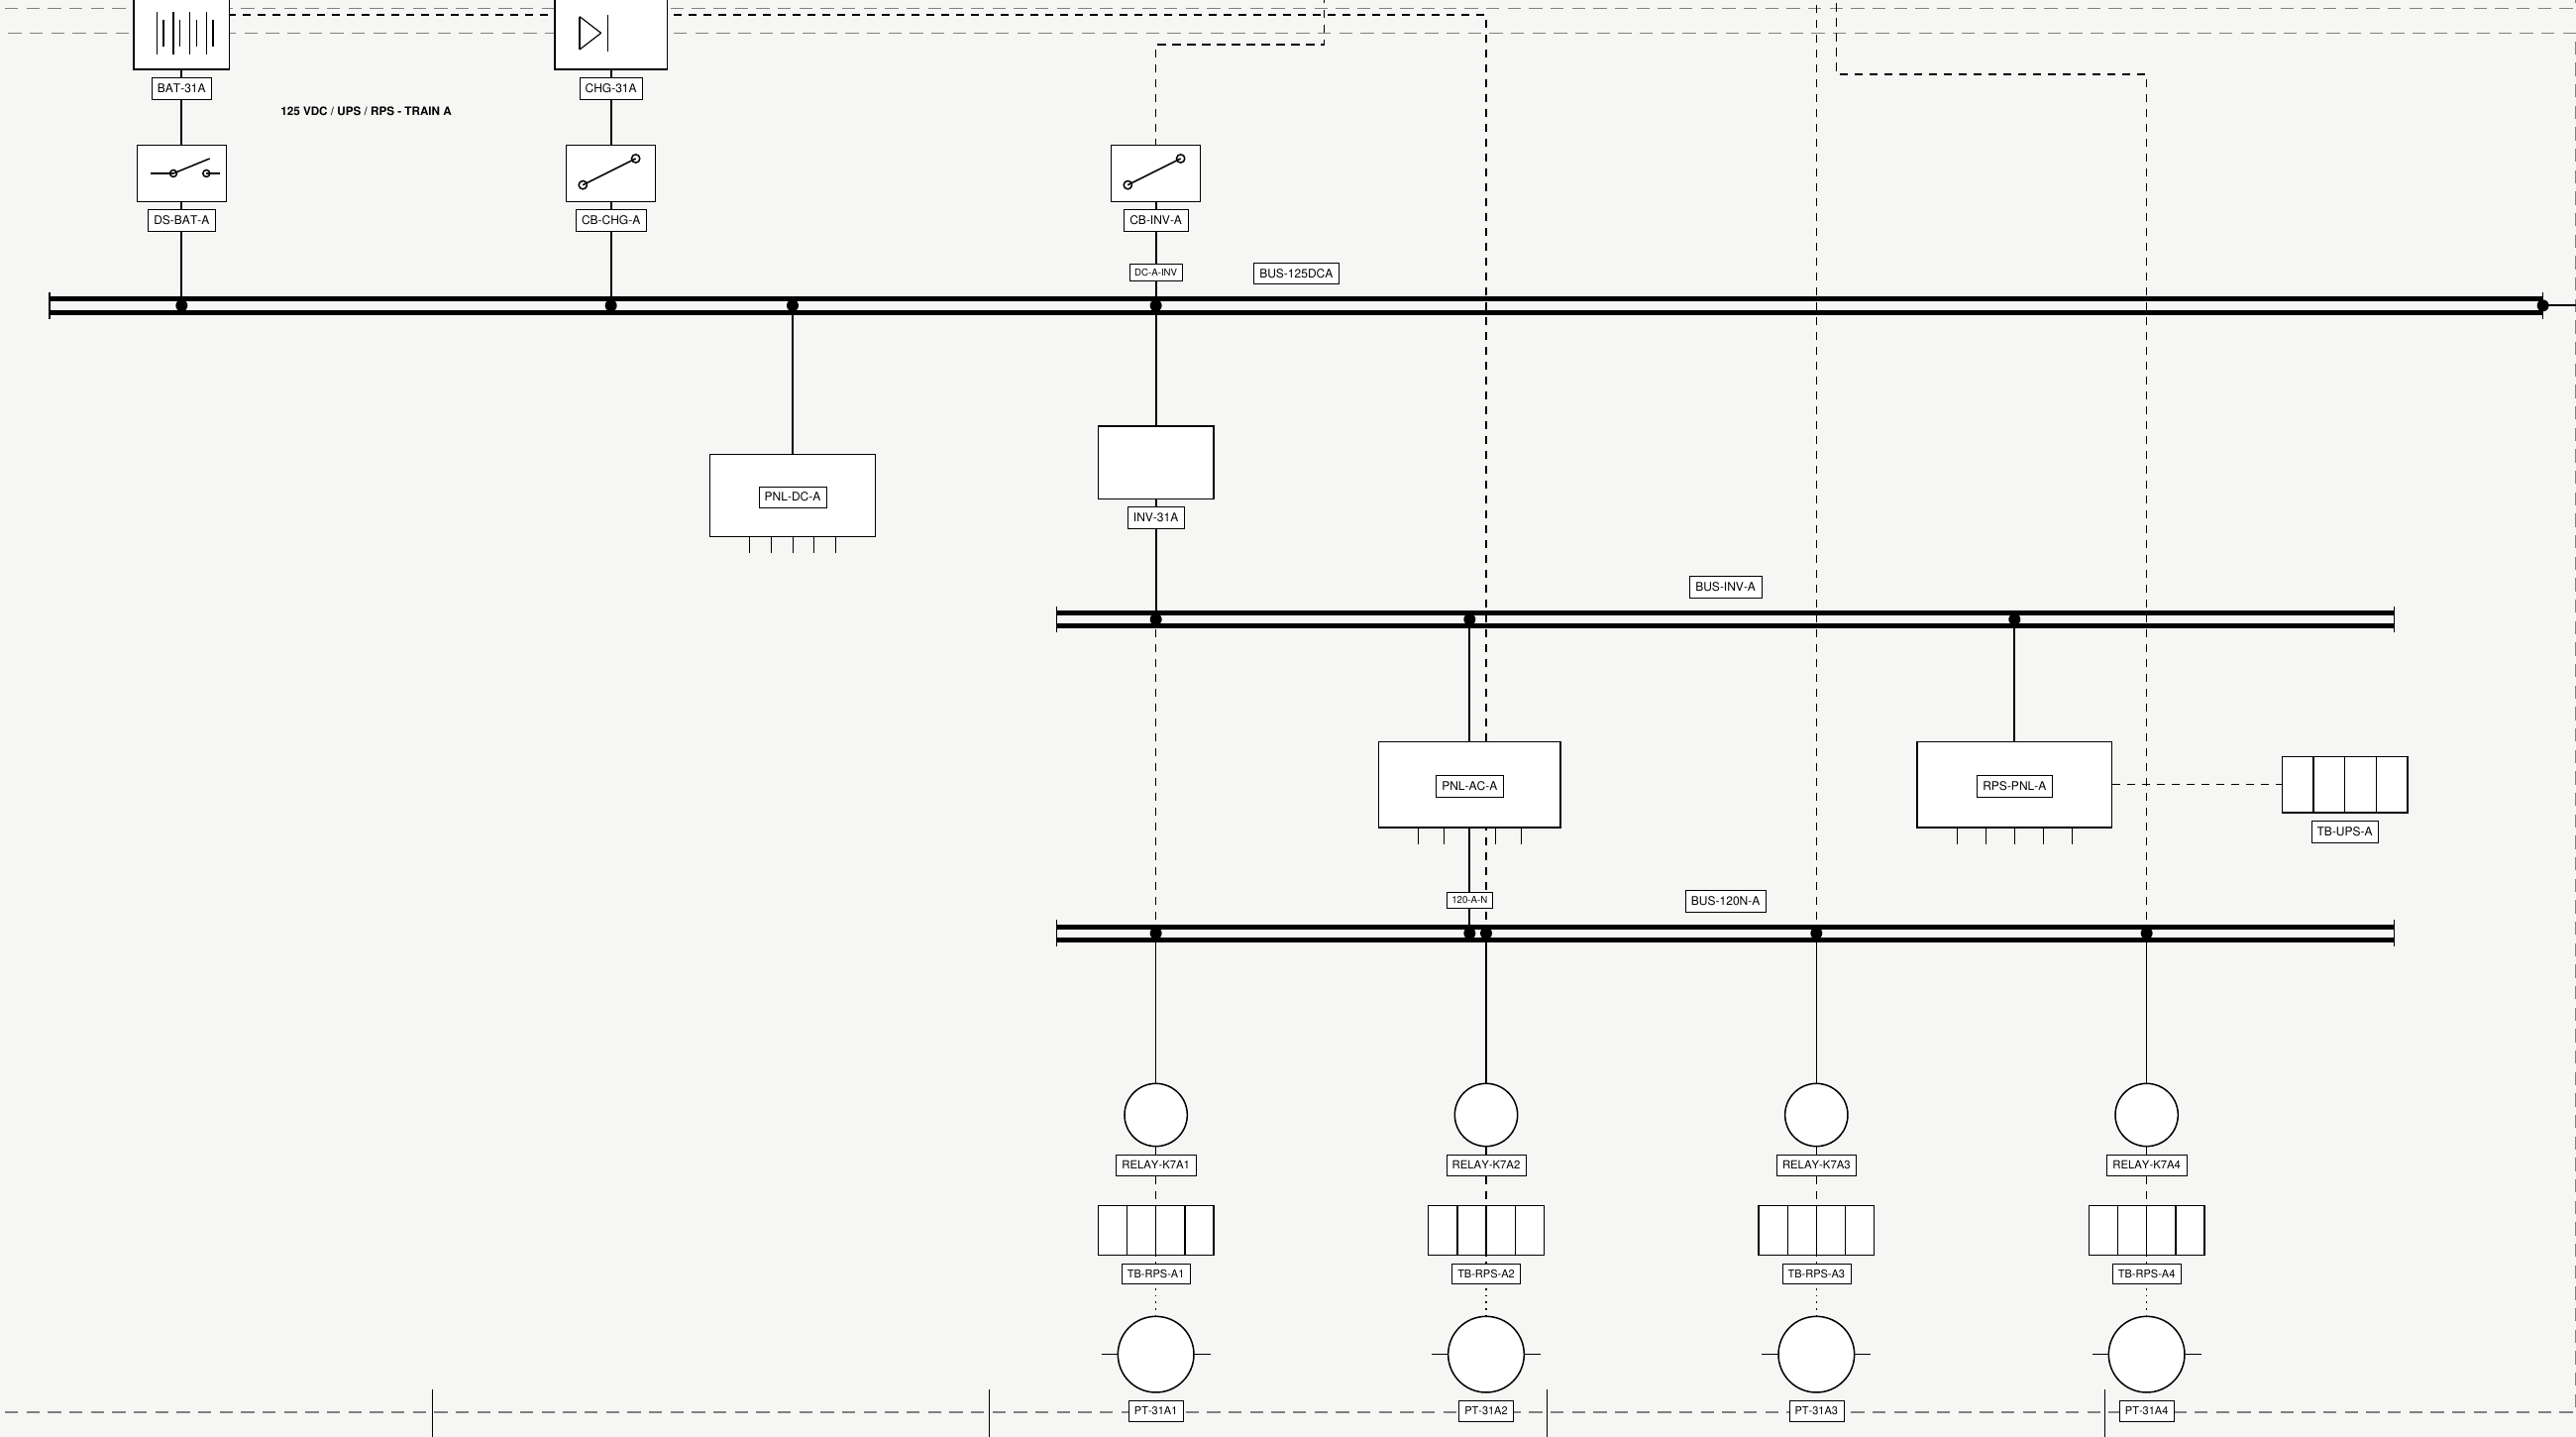 BAT-31A
CHG-31A
125 VDC / UPS / RPS - TRAIN A
DS-BAT-A
CB-CHG-A
CB-INV-A
DC-A-INV
BUS-125DCA
PNL-DC-A
INV-31A
BUS-INV-A
PNL-AC-A
RPS-PNL-A
TB-UPS-A
120-A-N
BUS-120N-A
RELAY-K7A1
RELAY-K7A2
RELAY-K7A3
RELAY-K7A4
TB-RPS-A1
TB-RPS-A2
TB-RPS-A3
TB-RPS-A4
PT-31A1
PT-31A2
PT-31A3
PT-31A4